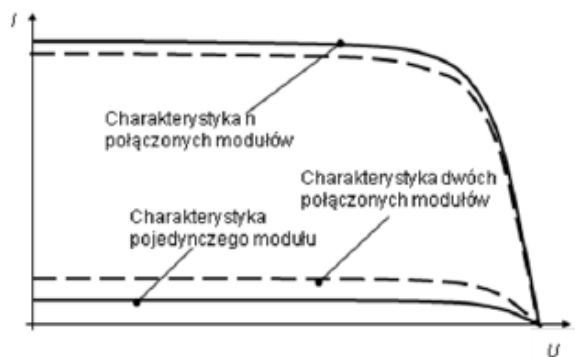 I
Charakterystyka n
połączonych modułów
Charakterystyka dwóch
połączonych modułów
Charakterystyka
pojedynczego modułu
U